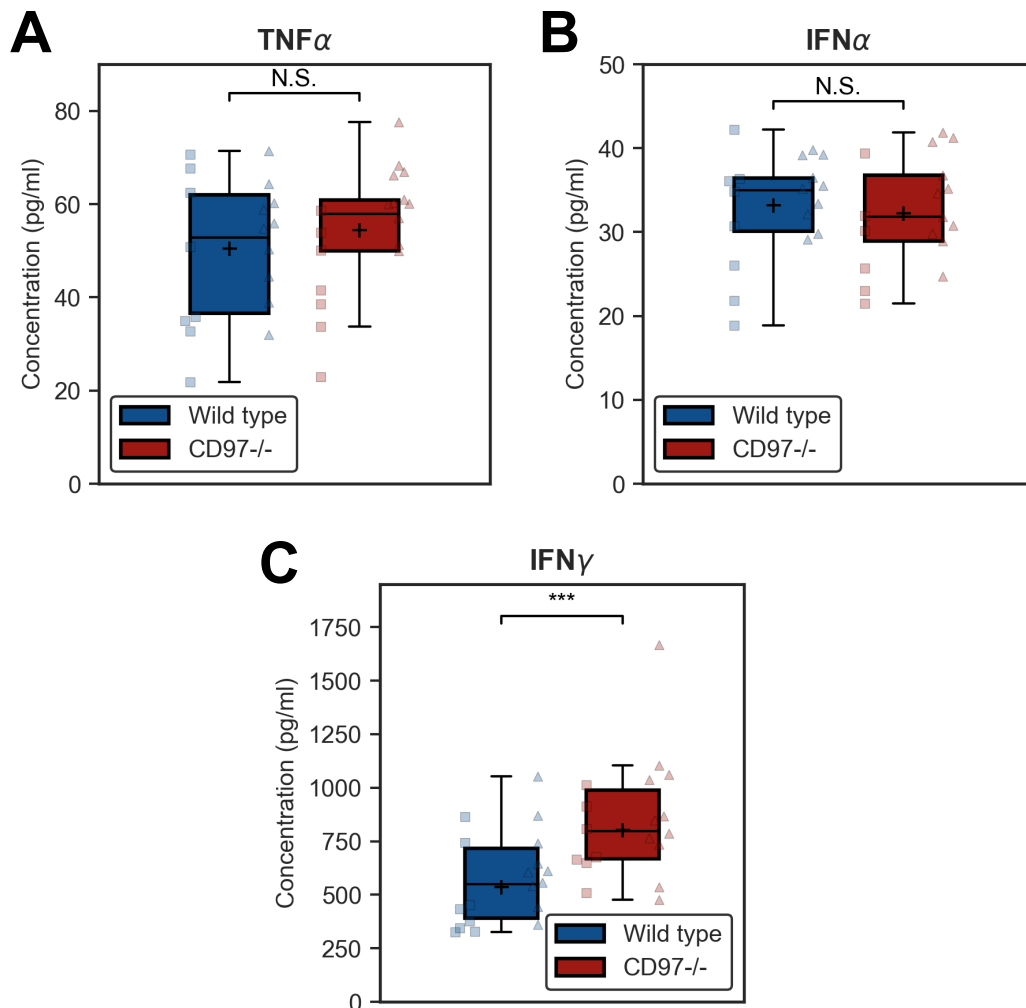 A
TNFα
N.S.
80
60
40
20
0
Concentration (pg/ml)
Wild type
CD97-/-
B
IFNα
N.S.
50
40
30
20
10
0
Concentration (pg/ml)
Wild type
CD97-/-
C
IFNγ
***
1750
1500
1250
1000
750
500
250
0
Concentration (pg/ml)
Wild type
CD97-/-